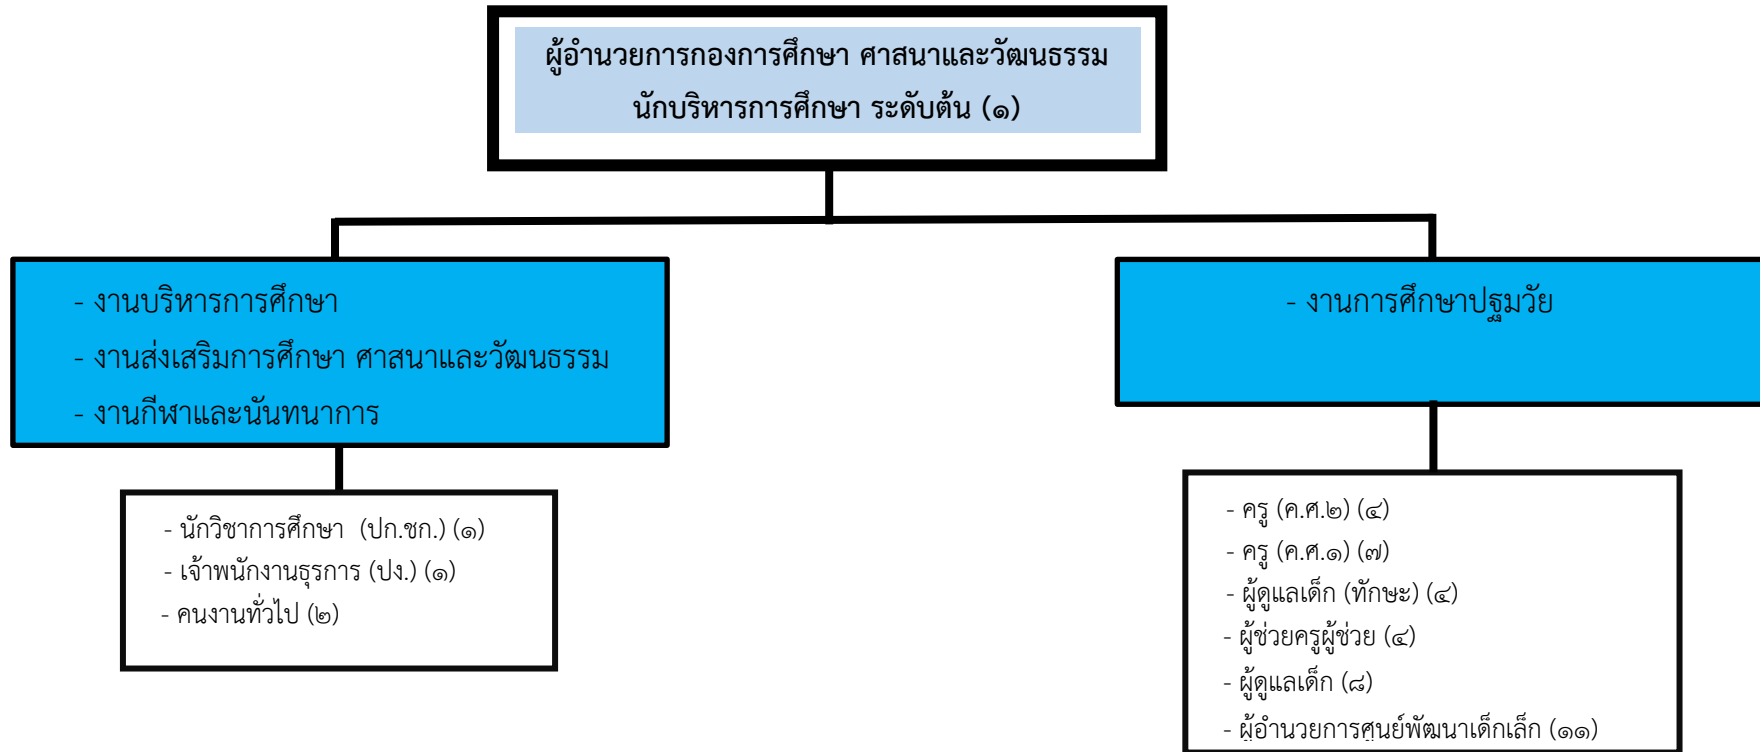 ผู้อำนวยการกองการศึกษา ศาสนาและวัฒนธรรม
นักบริหารการศึกษา ระดับต้น (๑)
- งานบริหารการศึกษา
- งานส่งเสริมการศึกษา ศาสนาและวัฒนธรรม
- งานกีฬาและนันทนาการ
- นักวิชาการศึกษา (ปก.ชก.) (๑)
- เจ้าพนักงานธุรการ (ปง.) (๑)
- คนงานทั่วไป (๒)
- งานการศึกษาปฐมวัย
- ครู (ค.ศ.๒) (๔)
- ครู (ค.ศ.๑) (๗)
- ผู้ดูแลเด็ก (ทักษะ) (๔)
- ผู้ช่วยครูผู้ช่วย (๔)
- ผู้ดูแลเด็ก (๘)
- ผู้อำนวยการศูนย์พัฒนาเด็กเล็ก (๑๑)